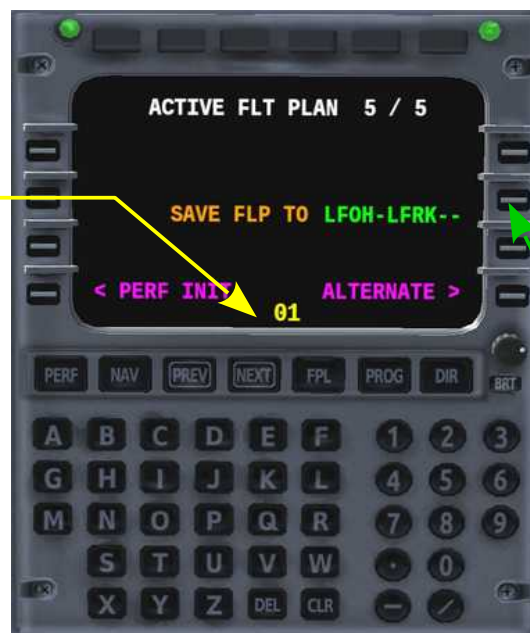 ACTIVE FLT PLAN 5 / 5
SAVE FLP TO LFOH-LFRK--
< PERF INIT ALTERNATE >
01
PERF NAV PREV NEXT FPL PROG DIR BRT
A B C D E F 1 2 3
G H I J K L 4 5 6
M N O P Q R 7 8 9
S T U V W · 0
X Y Z DEL CLR - /